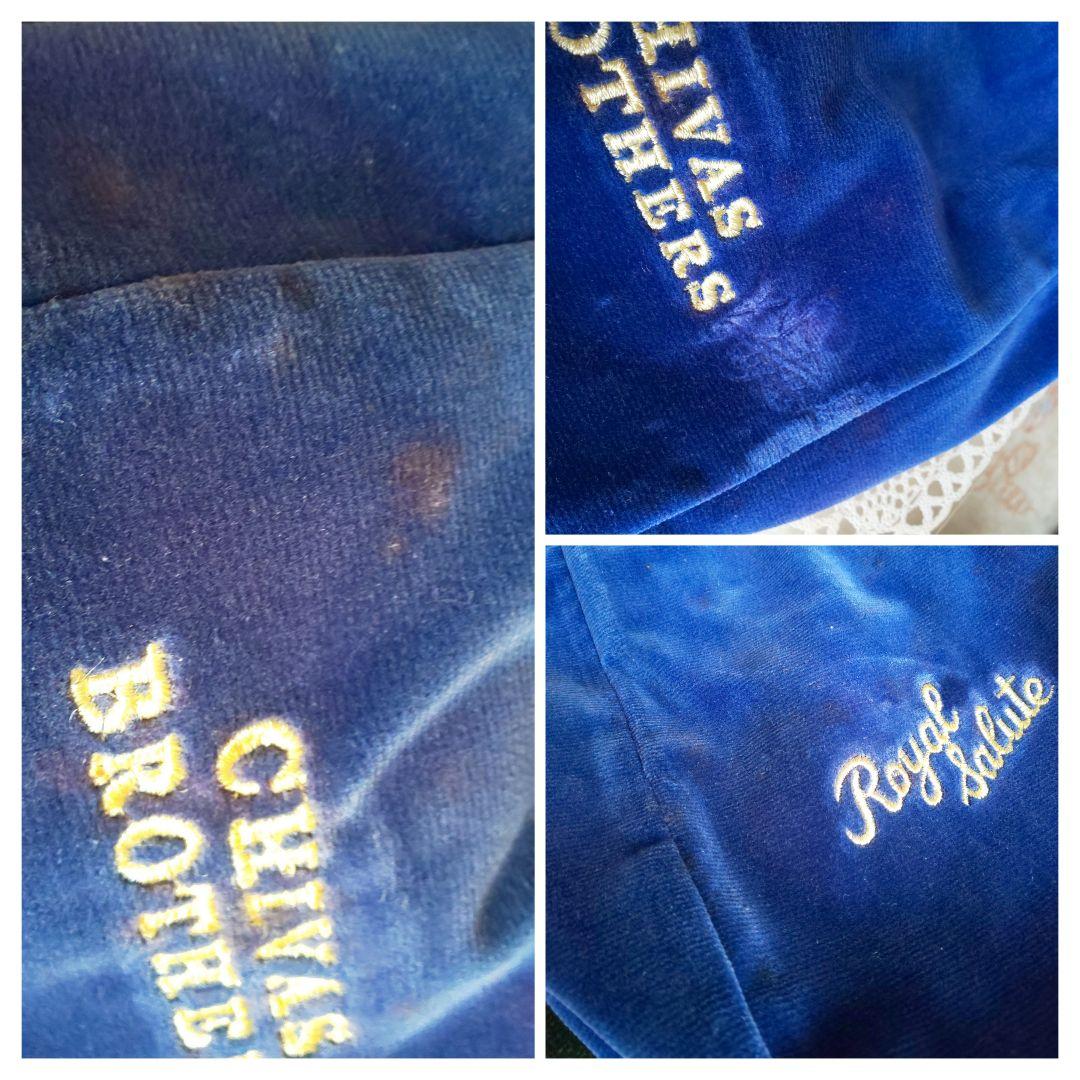 CHIVAS
BROTHE
HIVAS
OTHERS
Royal
Salute